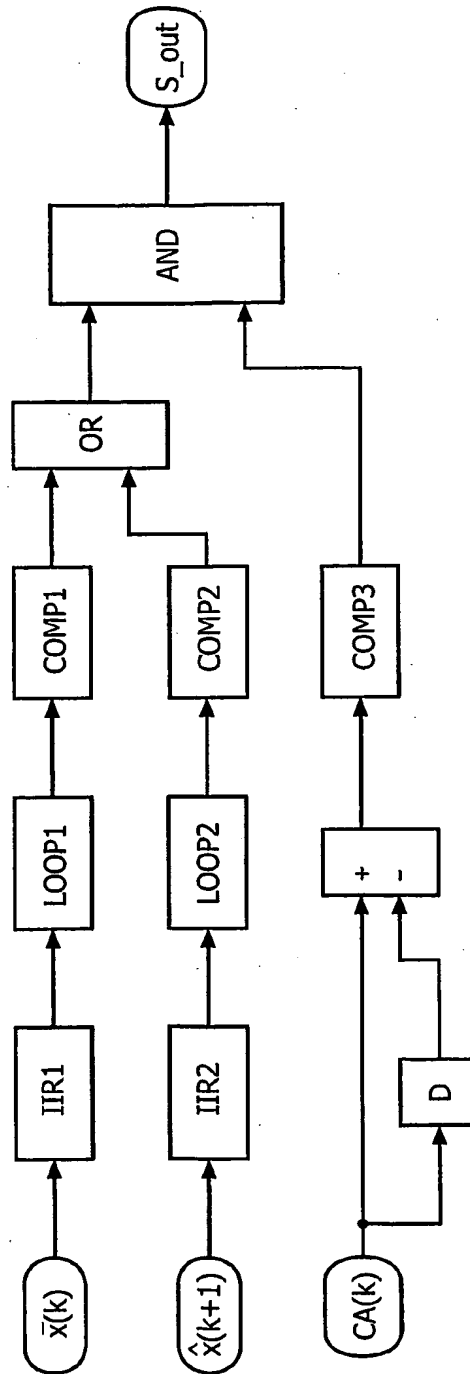 x̄(k)
IIR1
LOOP1
COMP1
OR
AND
S_out
x̂(k+1)
IIR2
LOOP2
COMP2
CA(k)
D
+
-
COMP3